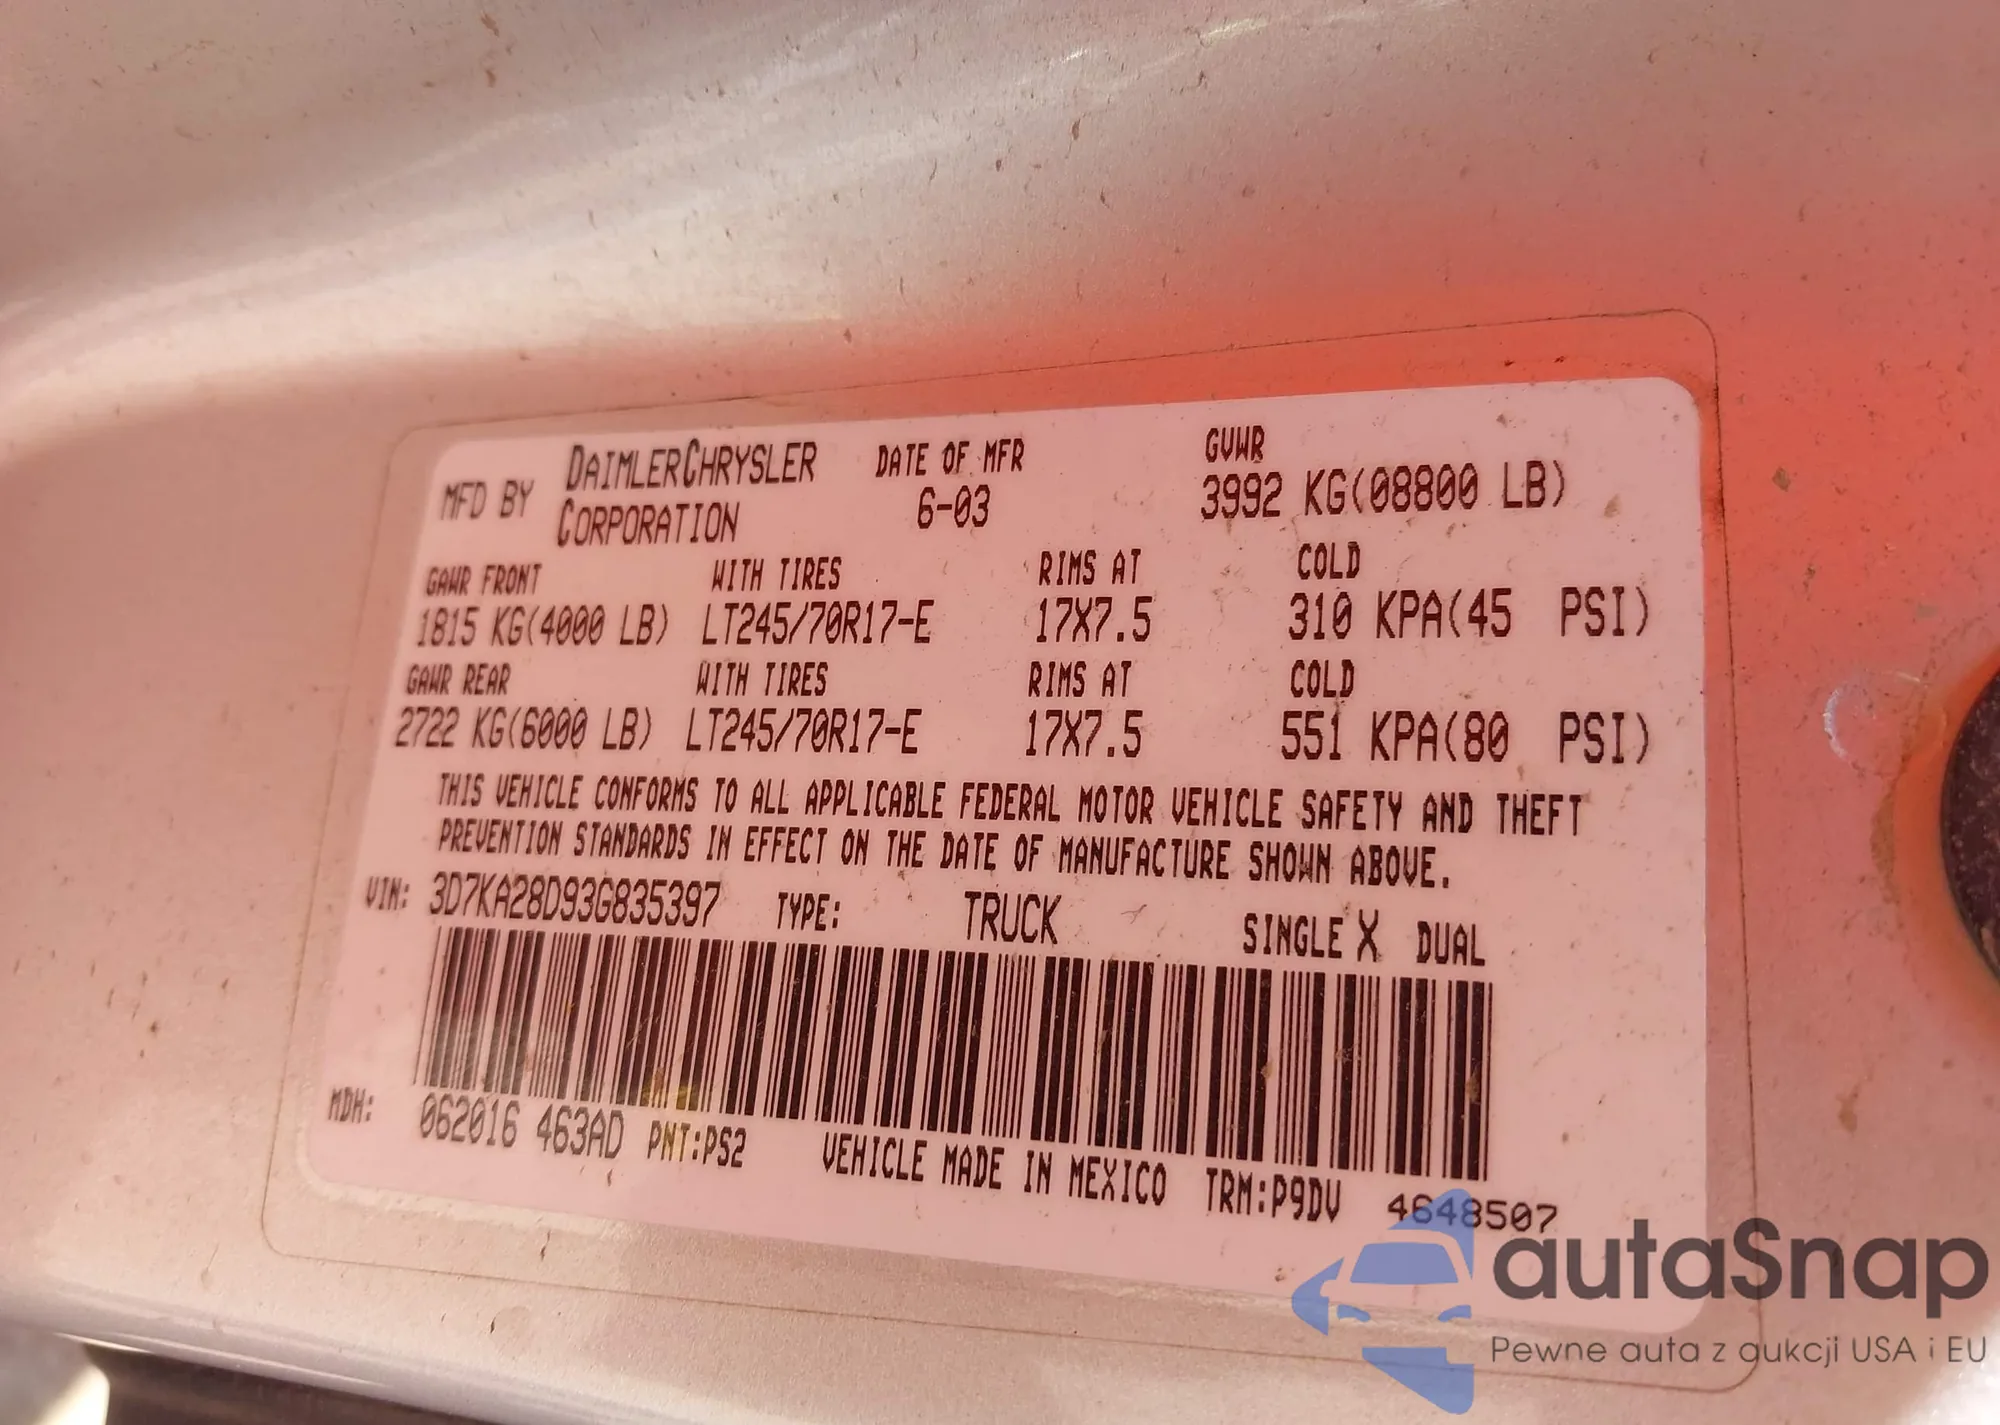 MFD BY DAIMLERCHRYSLER CORPORATION DATE OF MFR 6-03 GVWR 3992 KG(08800 LB)
GAWR FRONT WITH TIRES RIMS AT COLD
1815 KG(4000 LB) LT245/70R17-E 17X7.5 310 KPA(45 PSI)
GAWR REAR WITH TIRES RIMS AT COLD
2722 KG(6000 LB) LT245/70R17-E 17X7.5 551 KPA(80 PSI)
THIS VEHICLE CONFORMS TO ALL APPLICABLE FEDERAL MOTOR VEHICLE SAFETY AND THEFT
PREVENTION STANDARDS IN EFFECT ON THE DATE OF MANUFACTURE SHOWN ABOVE.
VIN: 3D7KA28D93G835397 TYPE: TRUCK SINGLE X DUAL
MDH: 062016 463AD PNT:PS2 VEHICLE MADE IN MEXICO TRM:P9DV 4648507
autaSnap
Pewne auta z aukcji USA i EU